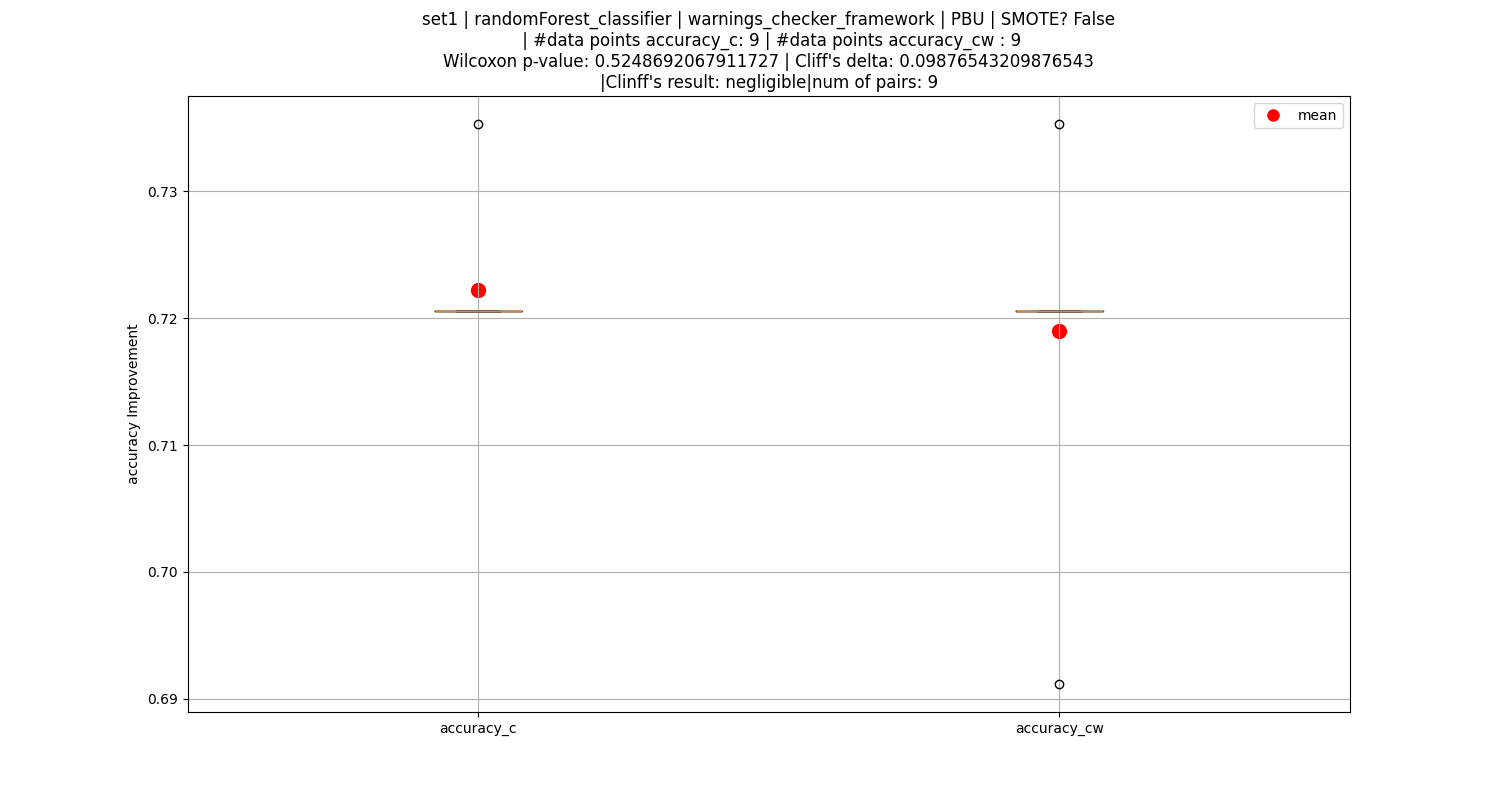 set1 | randomForest_classifier | warnings_checker_framework | PBU | SMOTE? False
| #data points accuracy_c: 9 | #data points accuracy_cw : 9
Wilcoxon p-value: 0.5248692067911727 | Cliff's delta: 0.09876543209876543
|Clinff's result: negligible|num of pairs: 9
mean
0.73
0.72
0.71
0.70
0.69
accuracy Improvement
accuracy_c
accuracy_cw